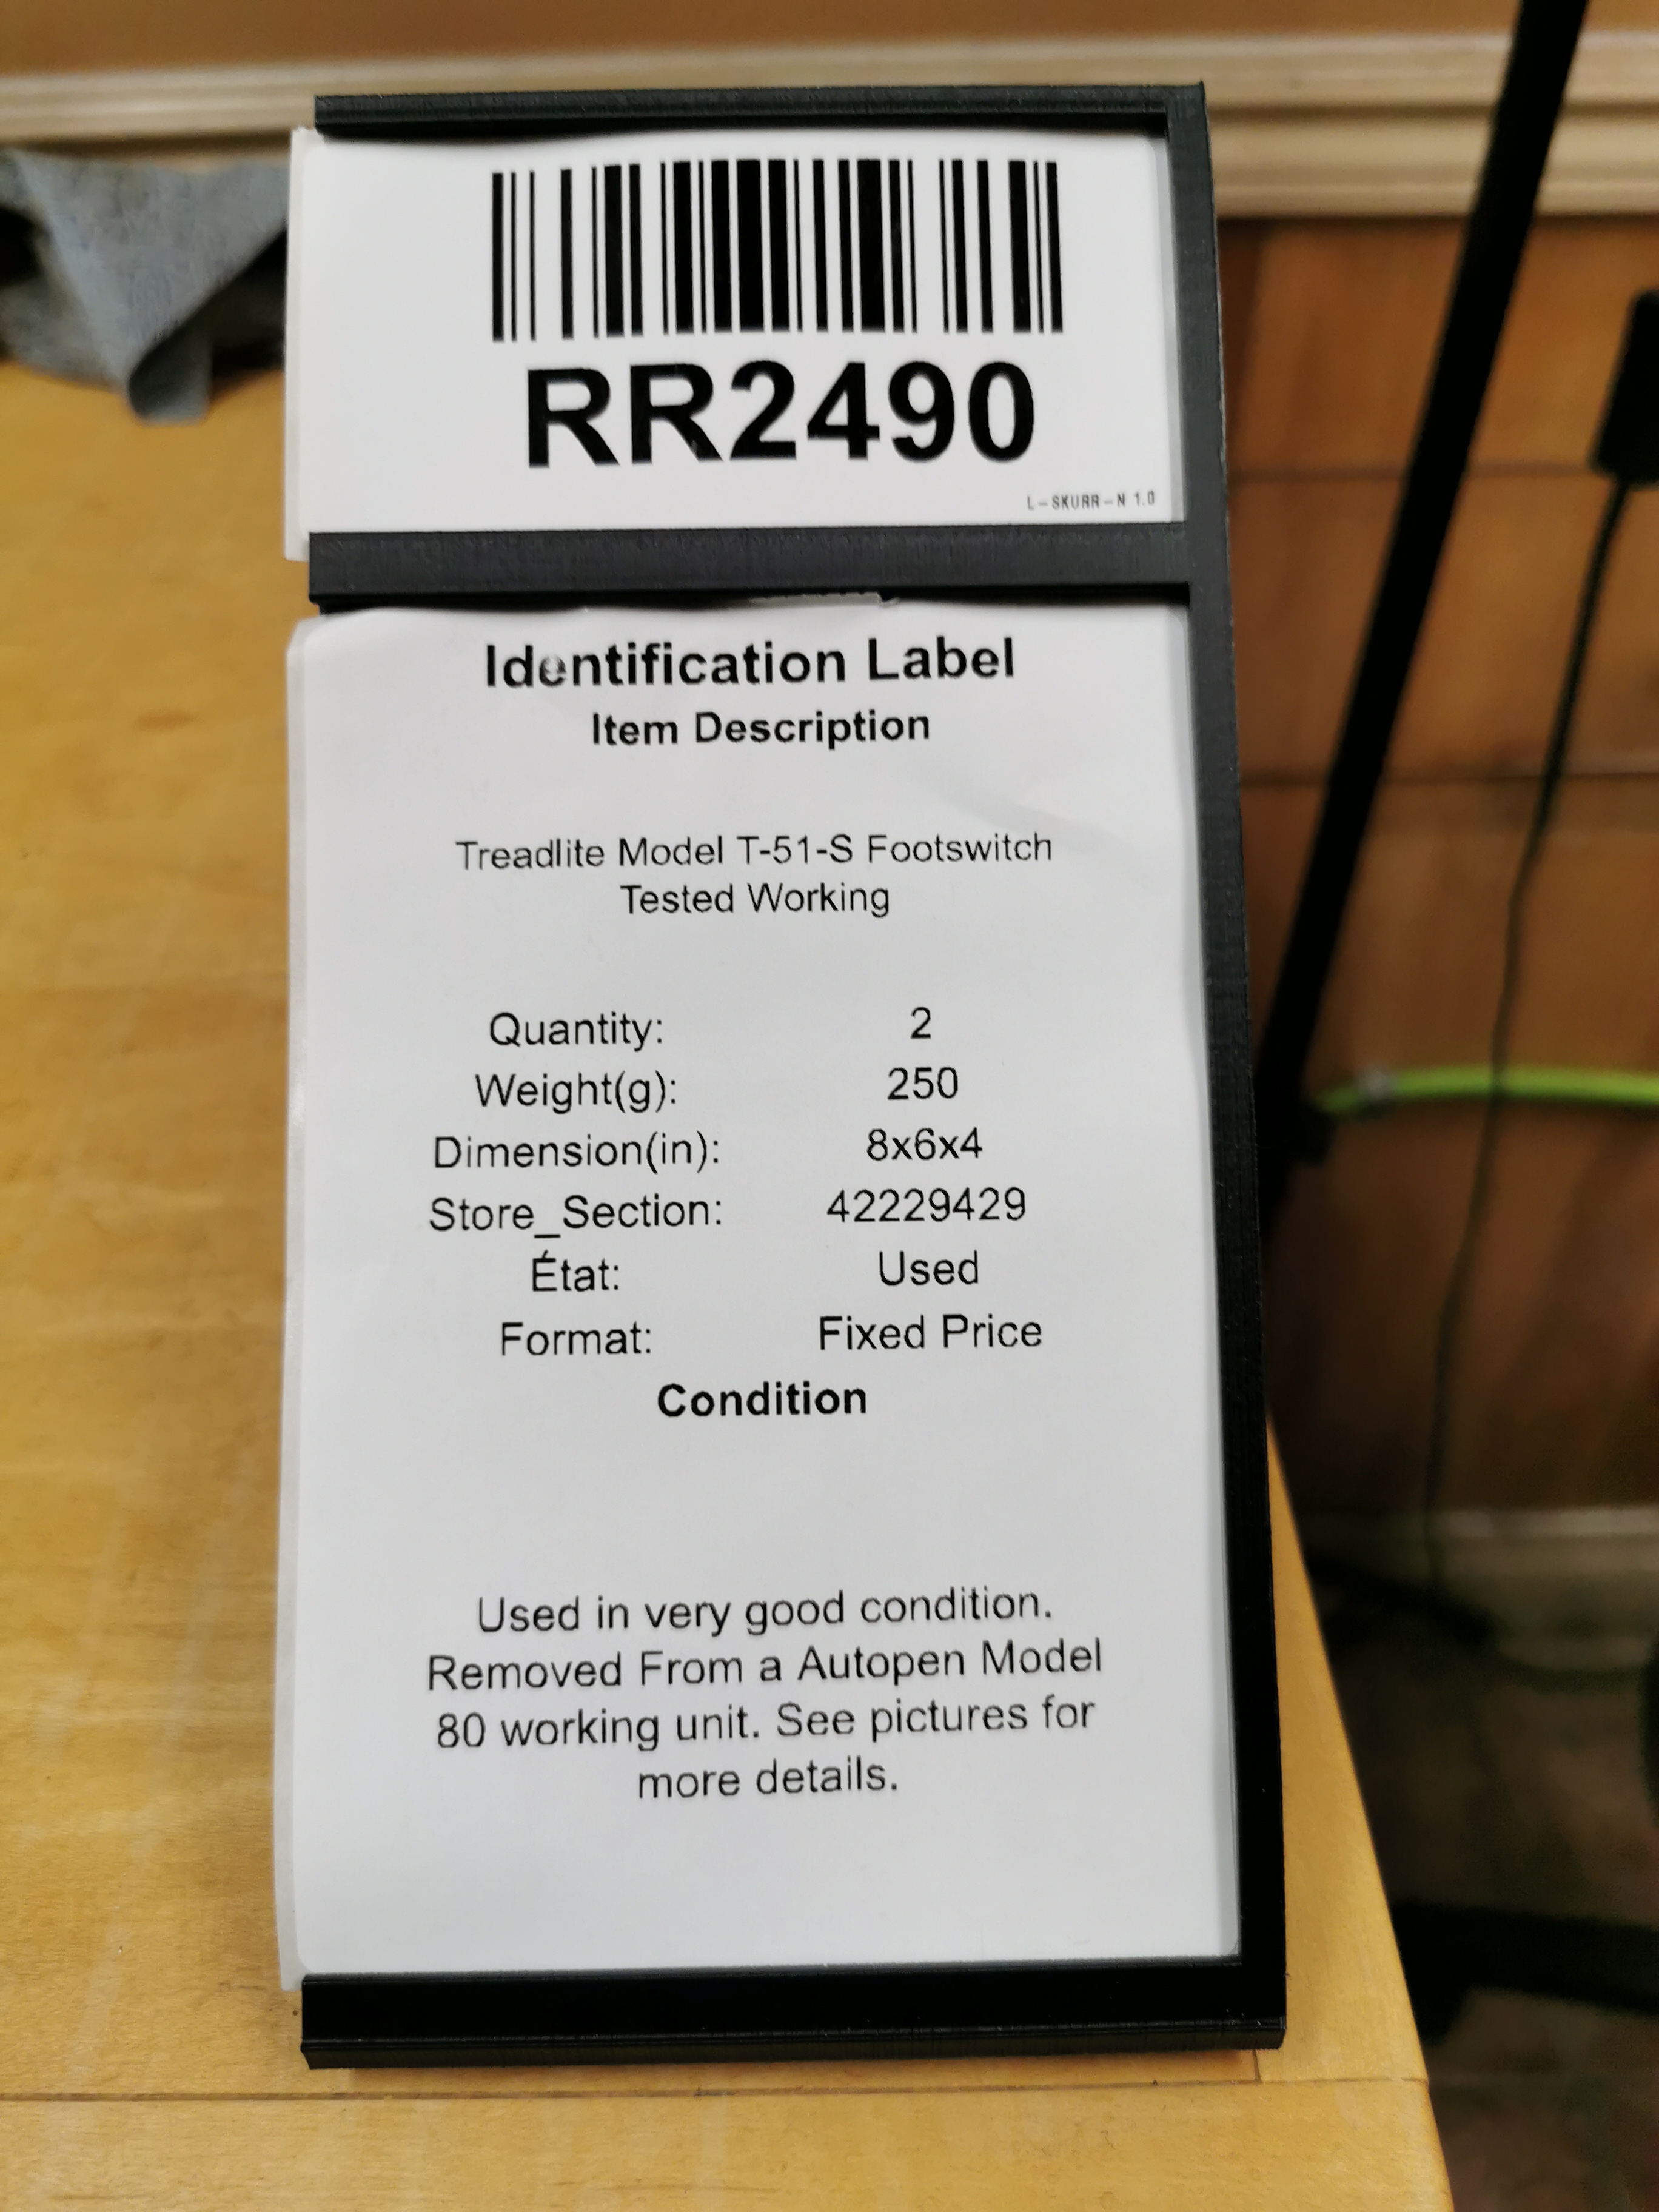 RR2490
L-SKURR-N 1.0
Identification Label
Item Description
Treadlite Model T-51-S Footswitch
Tested Working
Quantity: 2
Weight(g): 250
Dimension(in): 8x6x4
Store_Section: 42229429
État: Used
Format: Fixed Price
Condition
Used in very good condition.
Removed From a Autopen Model
80 working unit. See pictures for
more details.